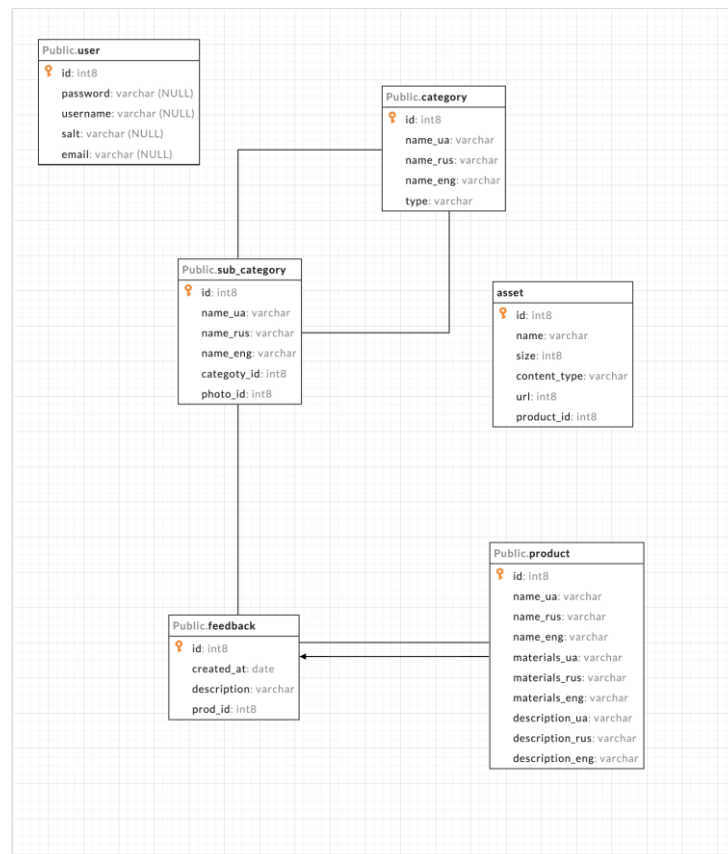 Public.user
id: int8
password: varchar (NULL)
username: varchar (NULL)
salt: varchar (NULL)
email: varchar (NULL)
Public.category
id: int8
name_ua: varchar
name_rus: varchar
name_eng: varchar
type: varchar
Public.sub_category
id: int8
name_ua: varchar
name_rus: varchar
name_eng: varchar
categoty_id: int8
photo_id: int8
asset
id: int8
name: varchar
size: int8
content_type: varchar
url: int8
product_id: int8
Public.product
id: int8
name_ua: varchar
name_rus: varchar
name_eng: varchar
materials_ua: varchar
materials_rus: varchar
materials_eng: varchar
description_ua: varchar
description_rus: varchar
description_eng: varchar
Public.feedback
id: int8
created_at: date
description: varchar
prod_id: int8